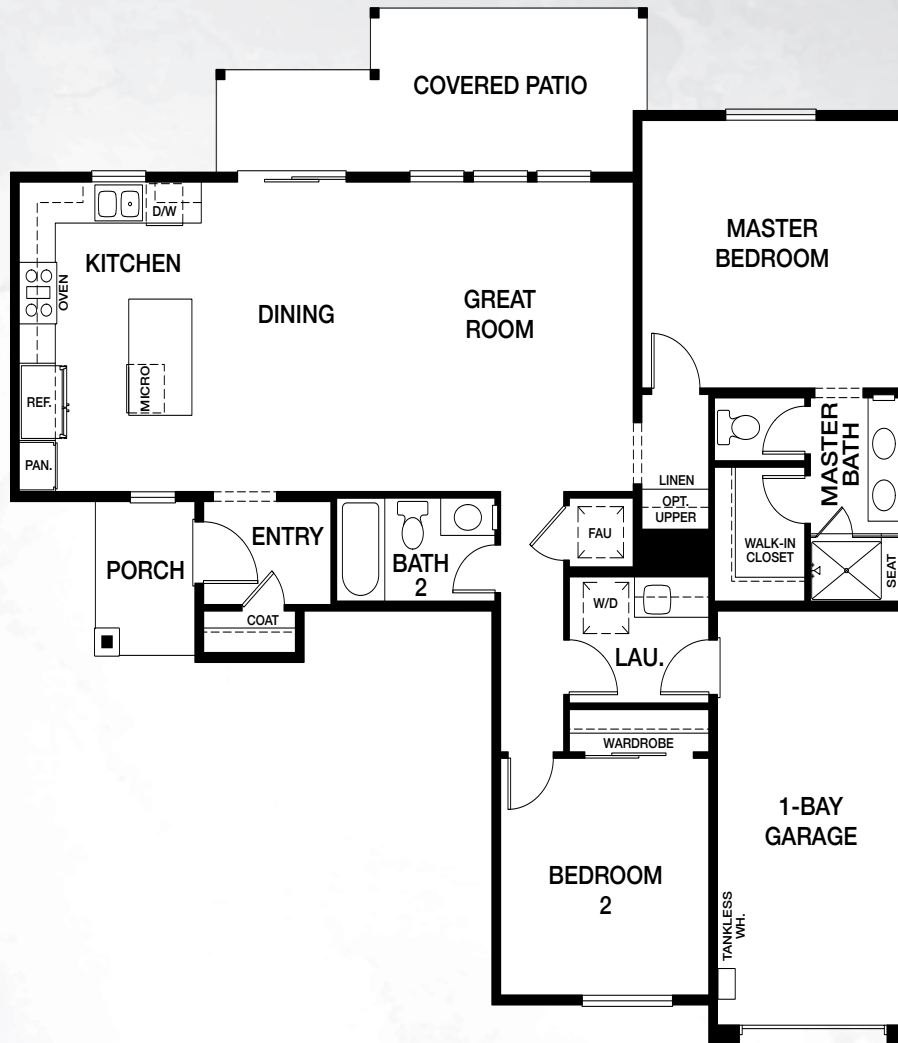 COVERED PATIO
D/W
KITCHEN
OVEN
MASTER
BEDROOM
DINING
GREAT
ROOM
MICRO
REF.
PAN.
MASTER
BATH
LINEN
OPT.
UPPER
ENTRY
FAU
WALK-IN
CLOSET
SEAT
PORCH
BATH
2
COAT
W/D
LAU.
WARDROBE
1-BAY
GARAGE
BEDROOM
2
TANKLESS
WH.